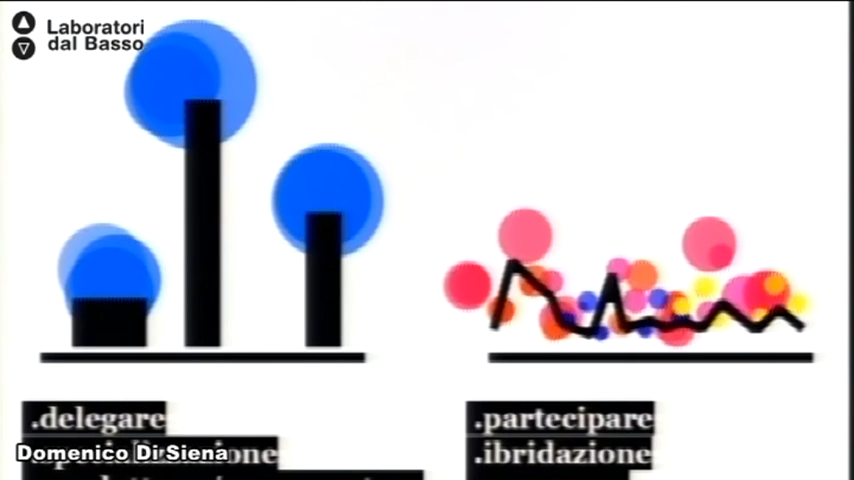 Laboratori
dal Basso
.delegare
.partecipare
Domenico Di Siena
.ibridazione